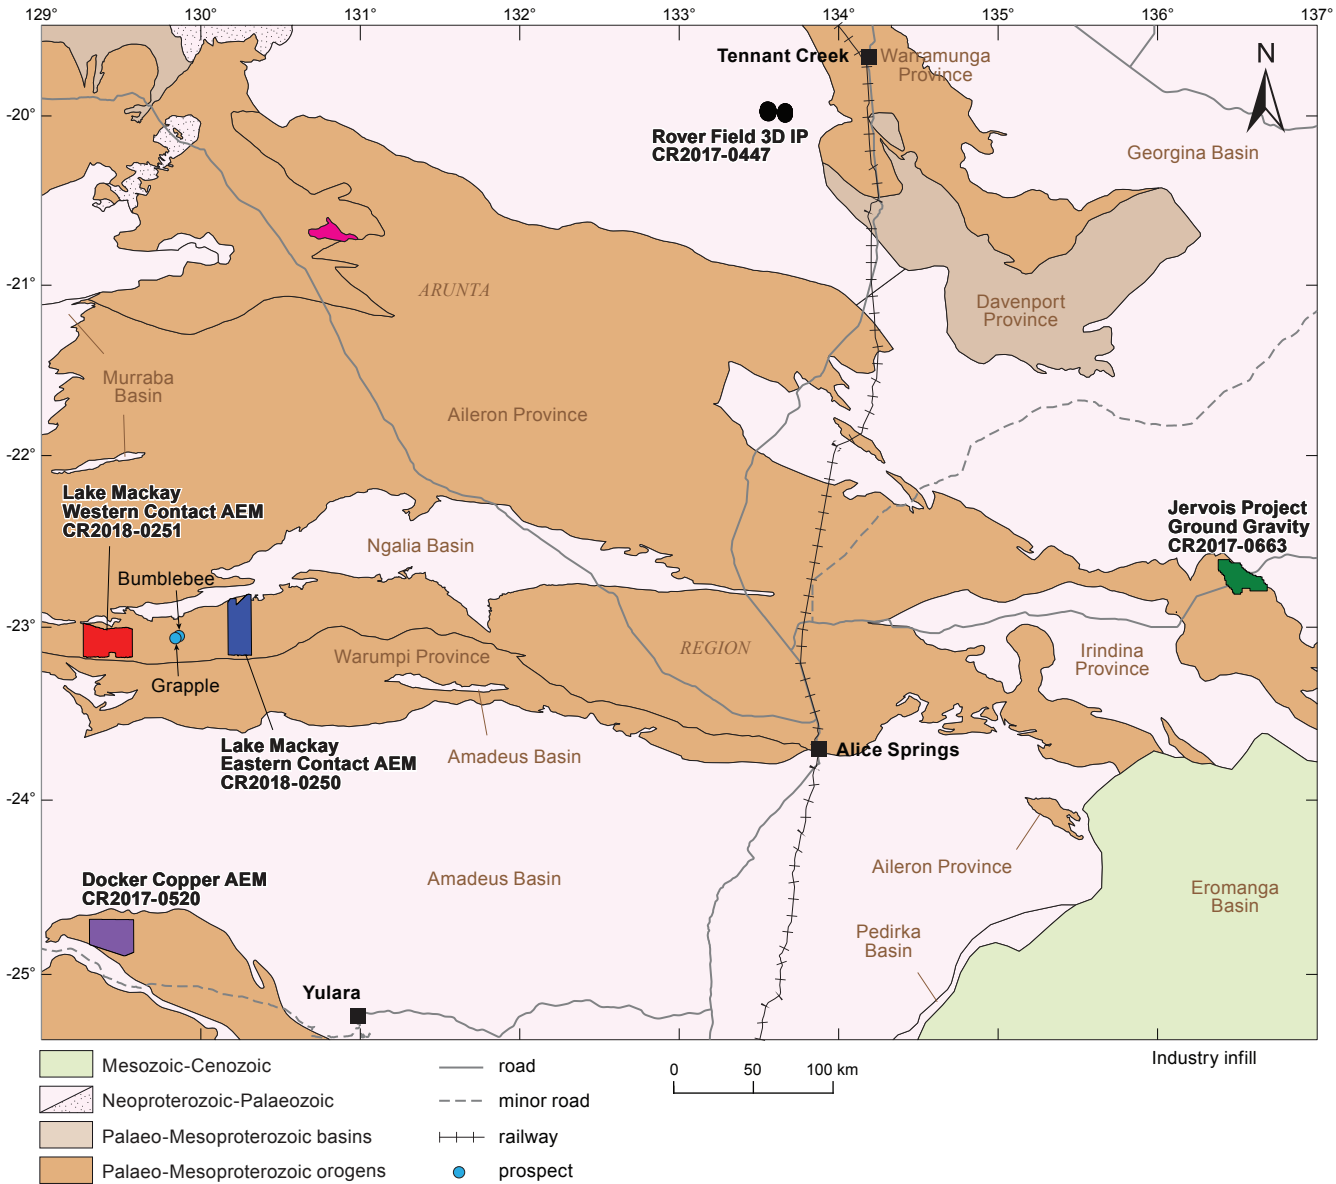 129° 130° 131° 132° 133° 134° 135° 136° 137°
Tennant Creek
Warramunga
Province
N
-20°
Rover Field 3D IP
CR2017-0447
Georgina Basin
-21°
ARUNTA
Davenport
Province
Murraba
Basin
Aileron Province
-22°
Lake Mackay
Western Contact AEM
CR2018-0251
Jervois Project
Ground Gravity
CR2017-0663
Ngalia Basin
Bumblebee
-23°
Warumpi Province
REGION
Irindina
Province
Grapple
Lake Mackay
Eastern Contact AEM
CR2018-0250
Amadeus Basin
Alice Springs
-24°
Aileron Province
Docker Copper AEM
CR2017-0520
Amadeus Basin
Eromanga
Basin
Pedirka
Basin
-25°
Yulara
Mesozoic-Cenozoic
Neoproterozoic-Palaeozoic
Palaeo-Mesoproterozoic basins
Palaeo-Mesoproterozoic orogens
road
minor road
railway
prospect
0 50 100 km
Industry infill